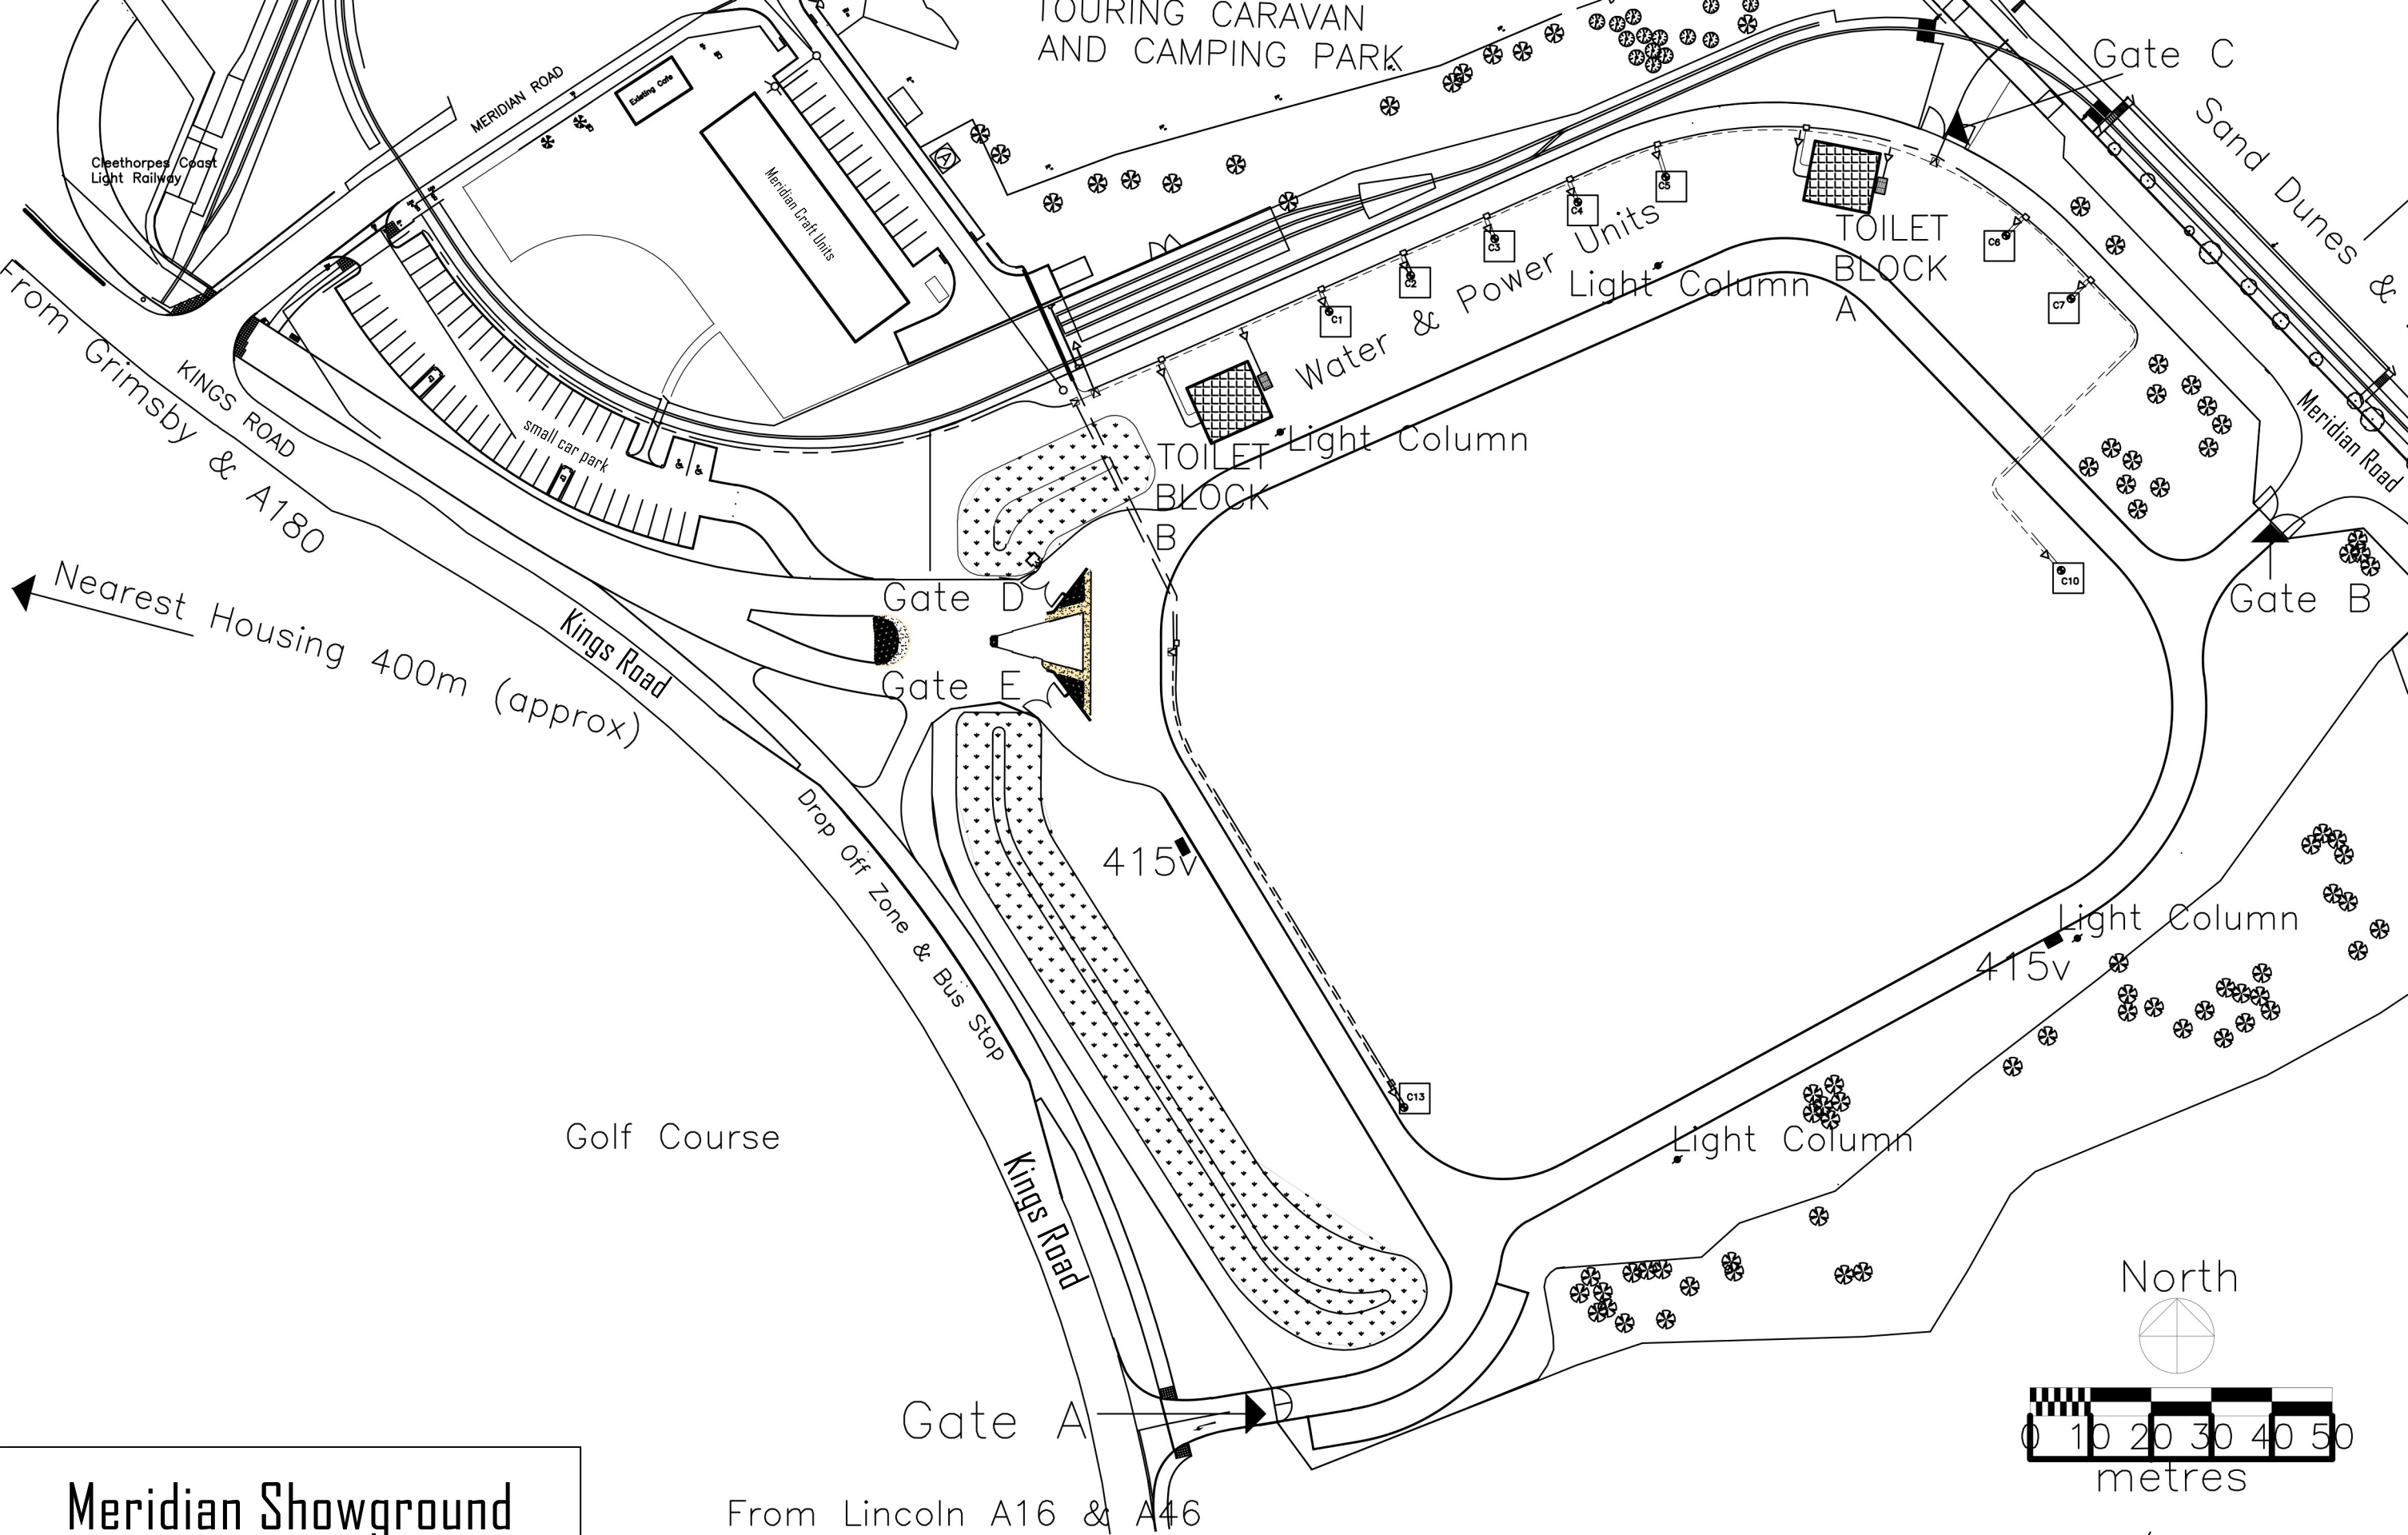 TOURING CARAVAN
AND CAMPING PARK
Gate C
Sand Dunes &
MERIDIAN ROAD
Existing Cafe
Cleethorpes Coast
Light Railway
Meridian Craft Units
A
C5
C4
C3
C2
C1
C6
C7
Water & Power Units
Light Column
TOILET
BLOCK
A
From Grimsby & A180
KINGS ROAD
small car park
Light Column
TOILET
BLOCK
B
Meridian Road
C10
Gate B
Nearest Housing 400m (approx)
Gate D
Kings Road
Gate E
Drop Off Zone & Bus Stop
415v
Light Column
415v
C13
Golf Course
Light Column
Kings Road
North
0 10 20 30 40 50
metres
Gate A
From Lincoln A16 & A46
Meridian Showground